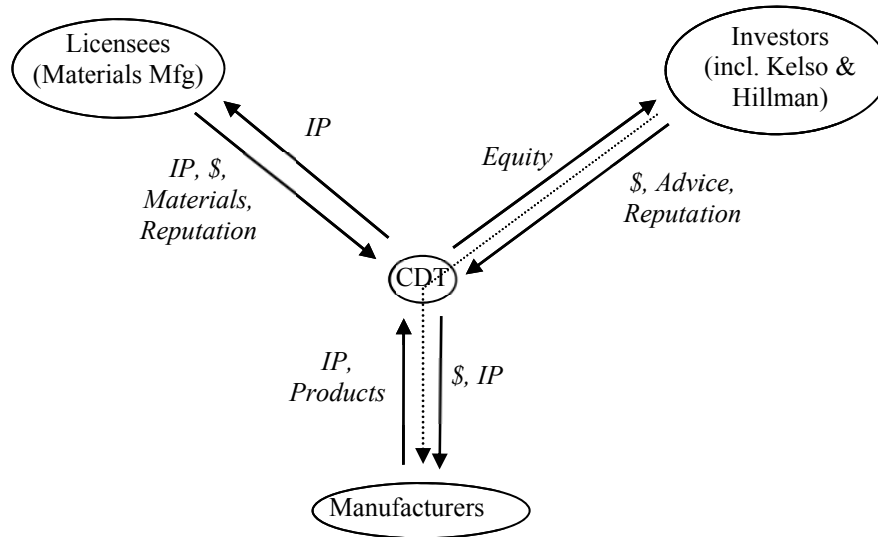 Licensees
(Materials Mfg)
Investors
(incl. Kelso &
Hillman)
IP
IP, $,
Materials,
Reputation
Equity
$, Advice,
Reputation
CDT
IP,
Products
$, IP
Manufacturers